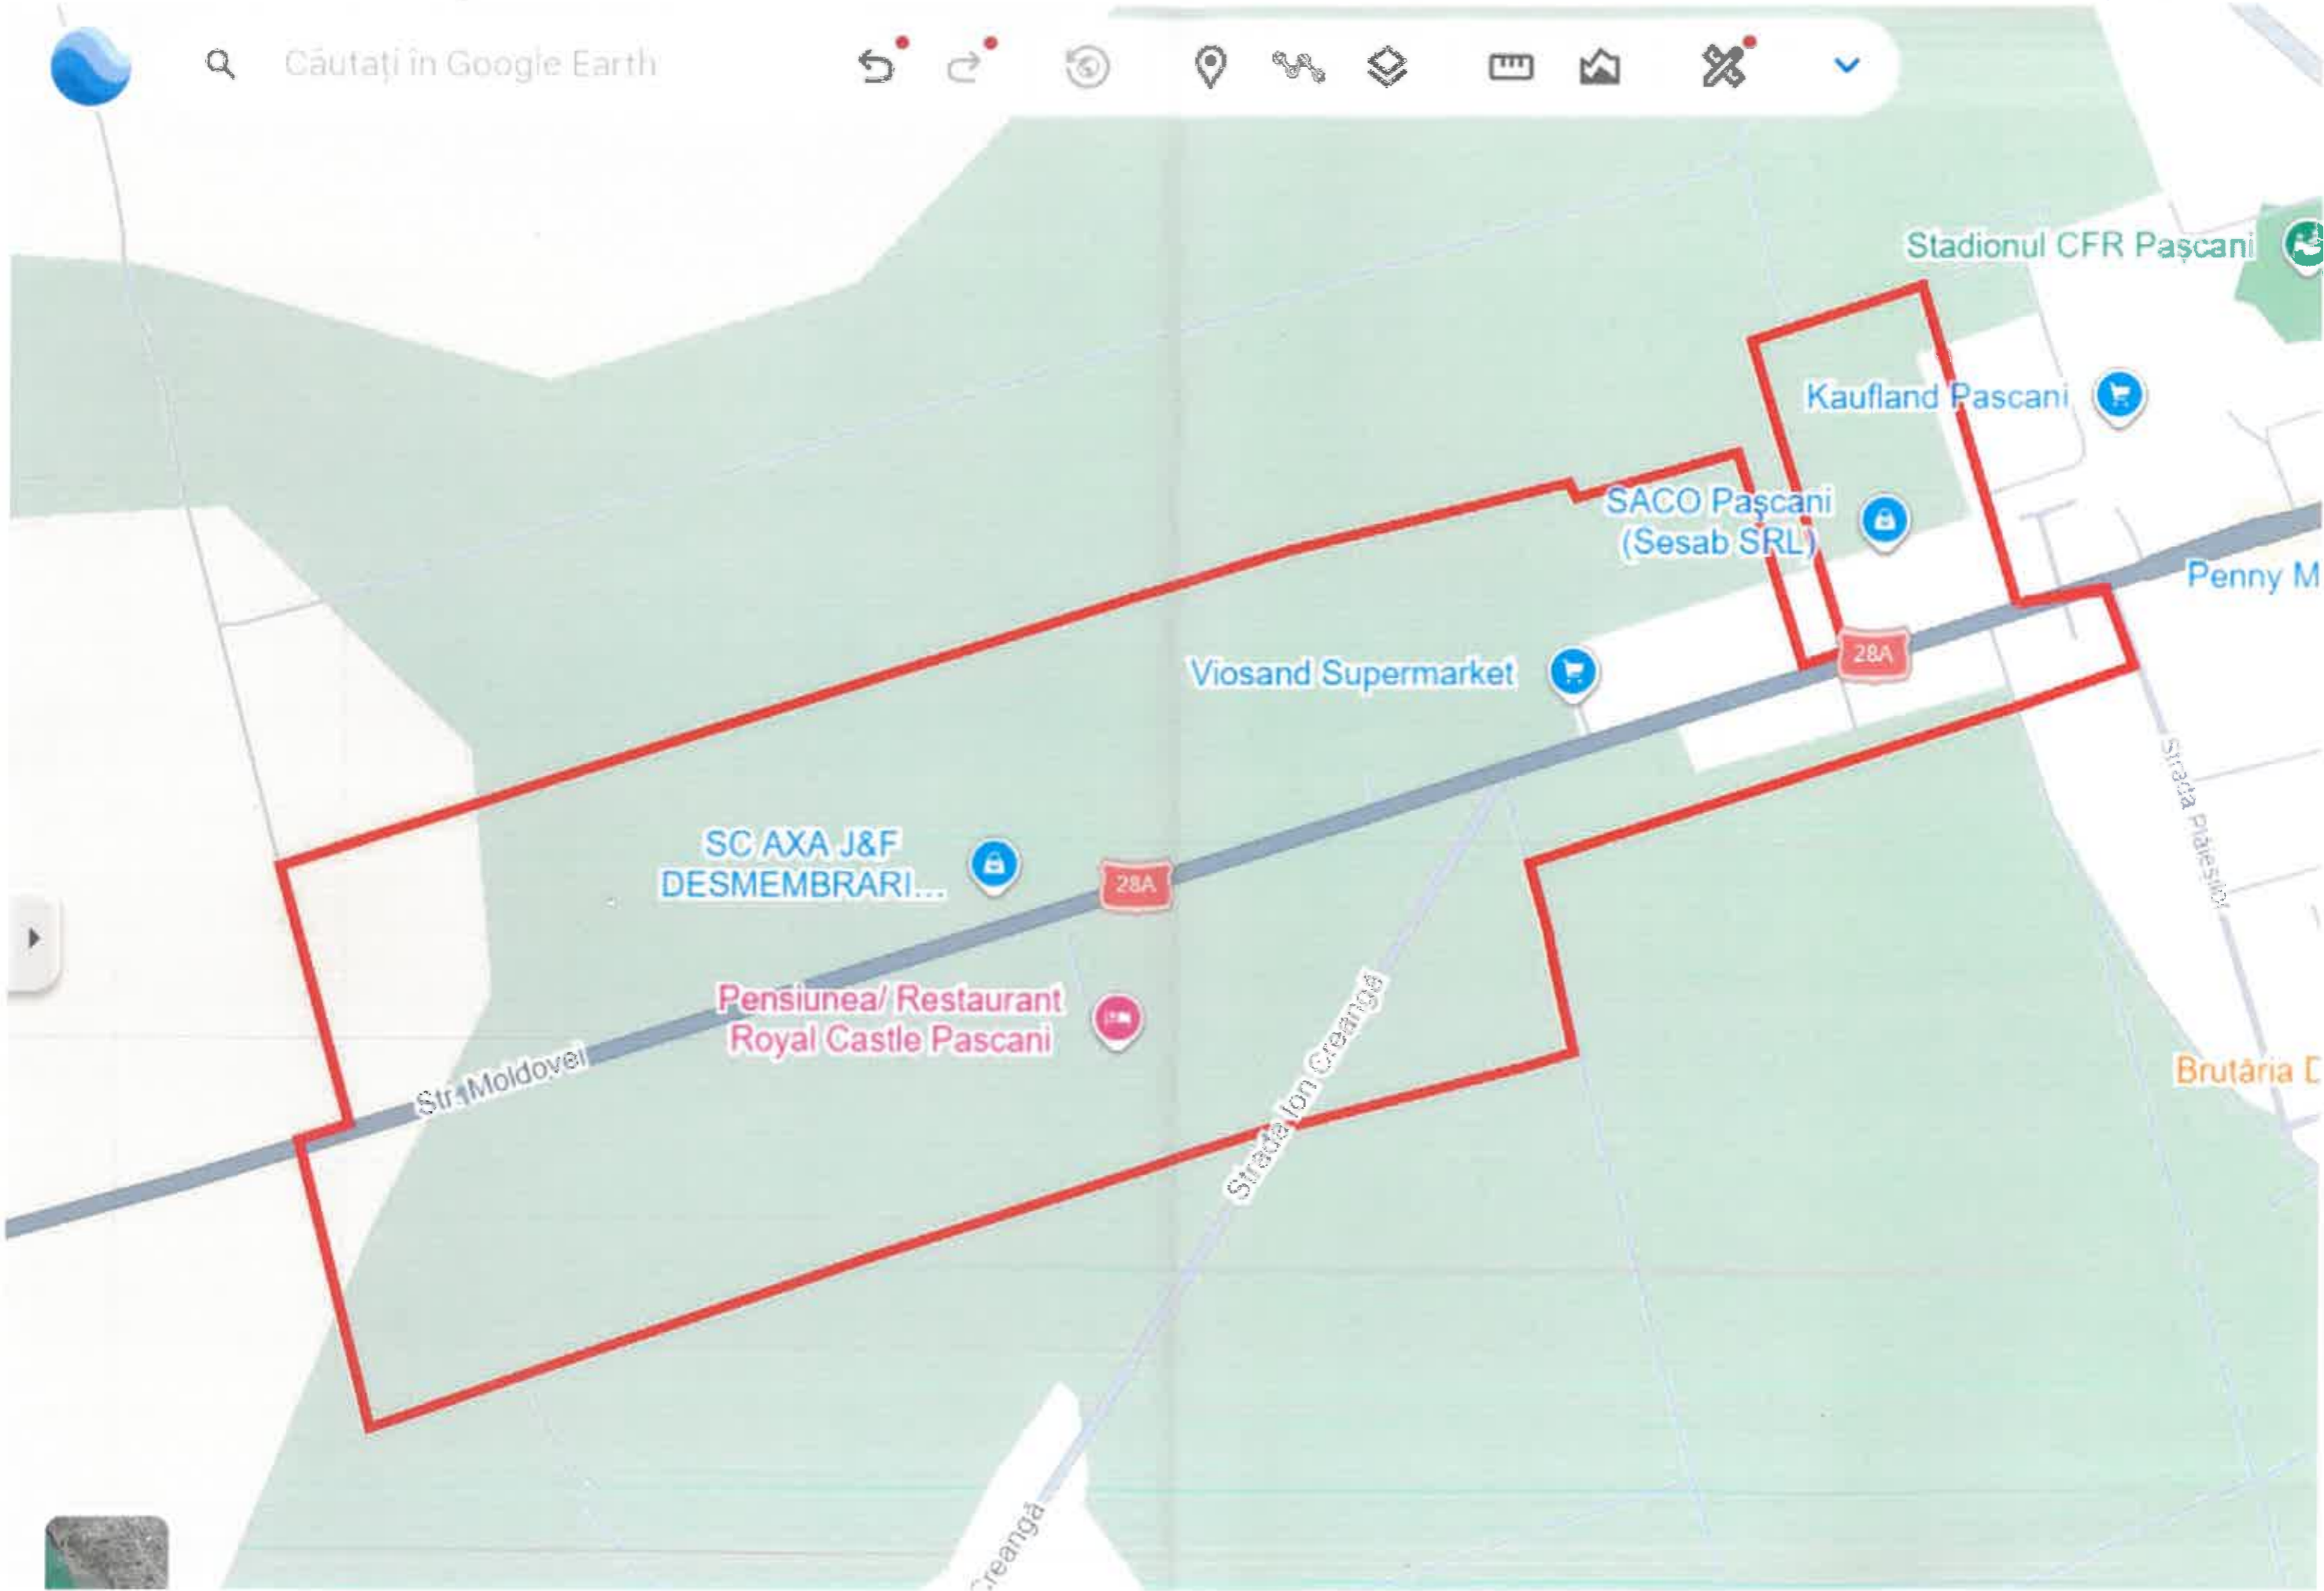 Căutați în Google Earth
Stadionul CFR Pașcani
Kaufland Pascani
SACO Pașcani
(Sesab SRL)
Penny M
28A
Viosand Supermarket
Strada Plăieșilor
SC AXA J&F
DESMEMBRARI...
28A
Pensiunea/ Restaurant
Royal Castle Pascani
Str. Moldovei
Strada Ion Creangă
Brutăria D
Creangă